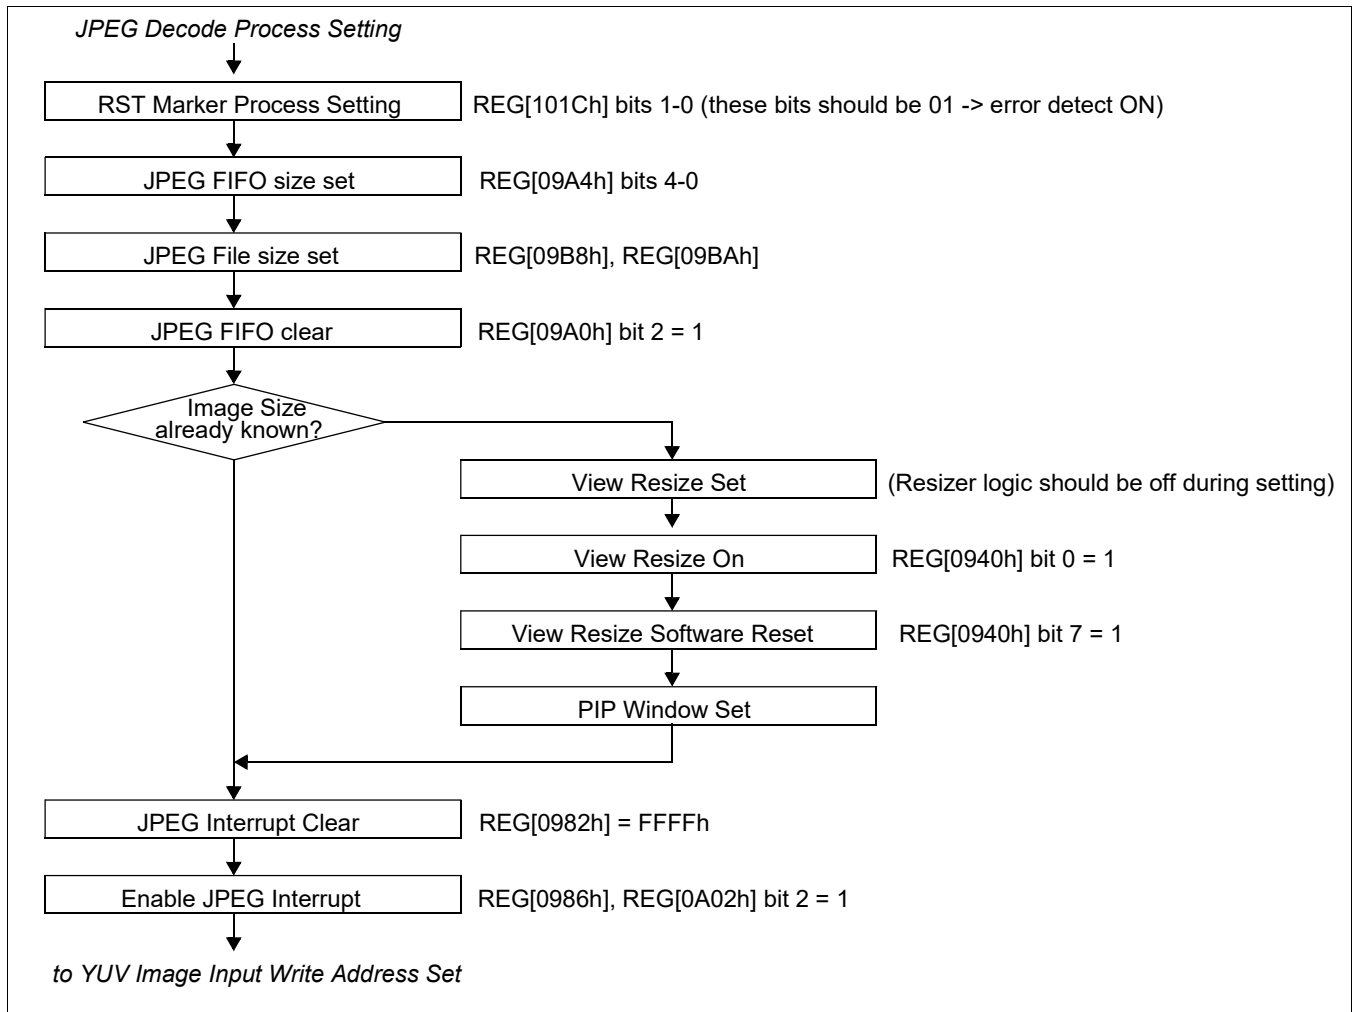 JPEG Decode Process Setting
RST Marker Process Setting REG[101Ch] bits 1-0 (these bits should be 01 -> error detect ON)
JPEG FIFO size set REG[09A4h] bits 4-0
JPEG File size set REG[09B8h], REG[09BAh]
JPEG FIFO clear REG[09A0h] bit 2 = 1
Image Size
already known?
View Resize Set (Resizer logic should be off during setting)
View Resize On REG[0940h] bit 0 = 1
View Resize Software Reset REG[0940h] bit 7 = 1
PIP Window Set
JPEG Interrupt Clear REG[0982h] = FFFFh
Enable JPEG Interrupt REG[0986h], REG[0A02h] bit 2 = 1
to YUV Image Input Write Address Set